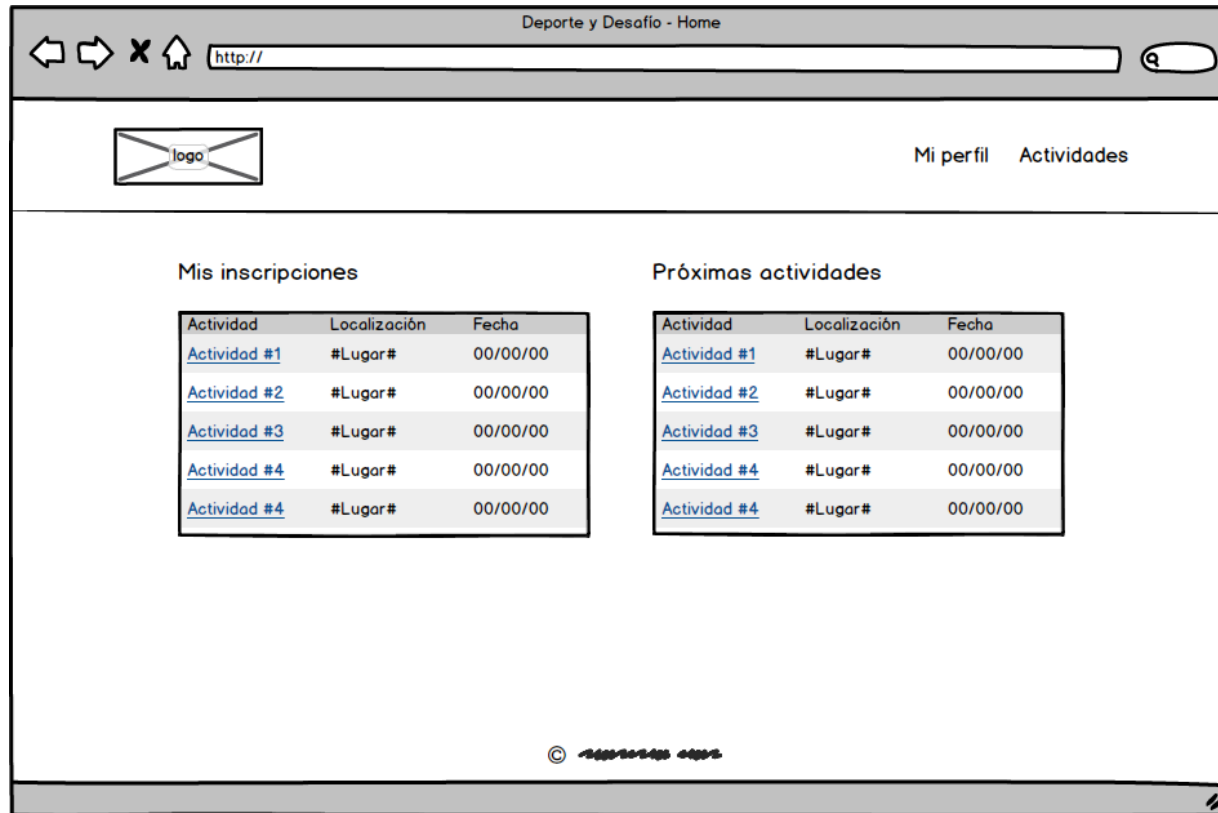 Deporte y Desafío - Home
http://
logo
Mi perfil Actividades
Mis inscripciones
Actividad Localización Fecha
Actividad #1 #Lugar# 00/00/00
Actividad #2 #Lugar# 00/00/00
Actividad #3 #Lugar# 00/00/00
Actividad #4 #Lugar# 00/00/00
Actividad #4 #Lugar# 00/00/00
Próximas actividades
Actividad Localización Fecha
Actividad #1 #Lugar# 00/00/00
Actividad #2 #Lugar# 00/00/00
Actividad #3 #Lugar# 00/00/00
Actividad #4 #Lugar# 00/00/00
Actividad #4 #Lugar# 00/00/00
©